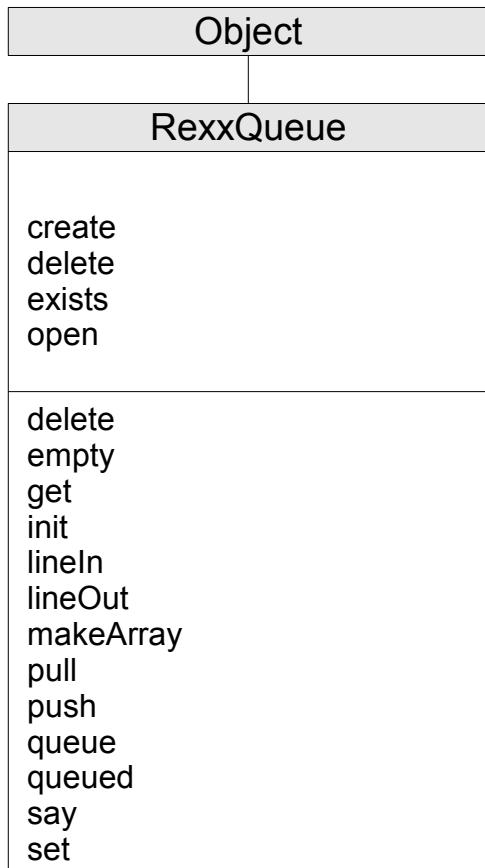 Object
RexxQueue
create
delete
exists
open
delete
empty
get
init
lineIn
lineOut
makeArray
pull
push
queue
queued
say
set